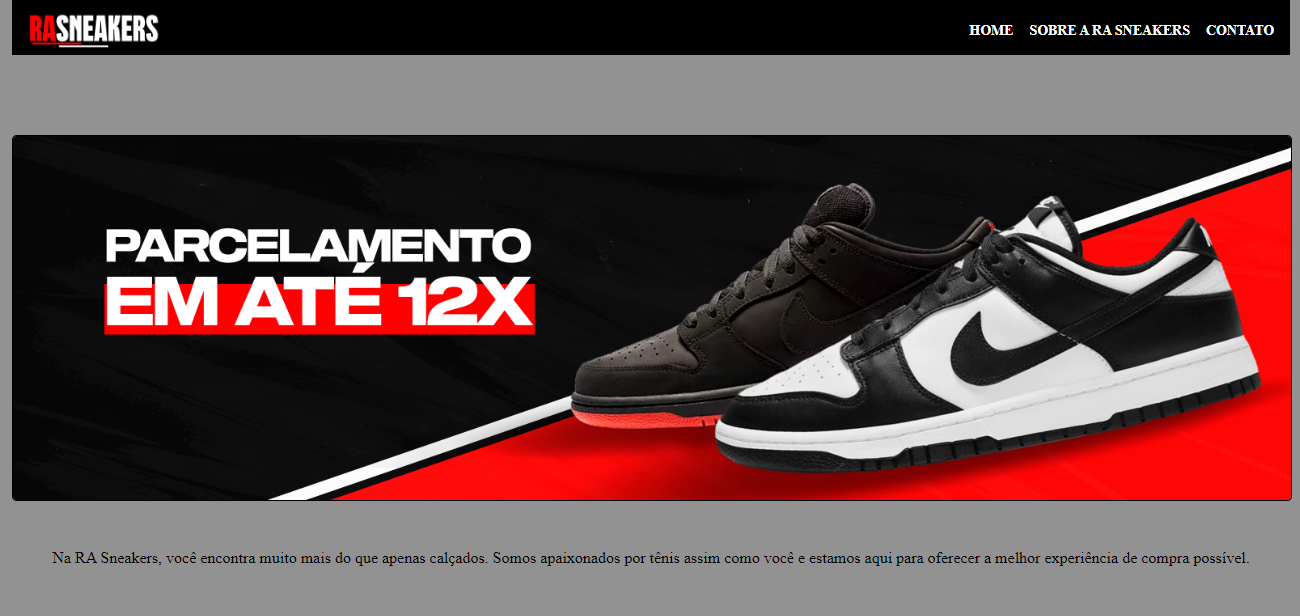 RASNEAKERS
HOME SOBRE A RA SNEAKERS CONTATO
PARCELAMENTO
EM ATÉ 12X
Na RA Sneakers, você encontra muito mais do que apenas calçados. Somos apaixonados por tênis assim como você e estamos aqui para oferecer a melhor experiência de compra possível.